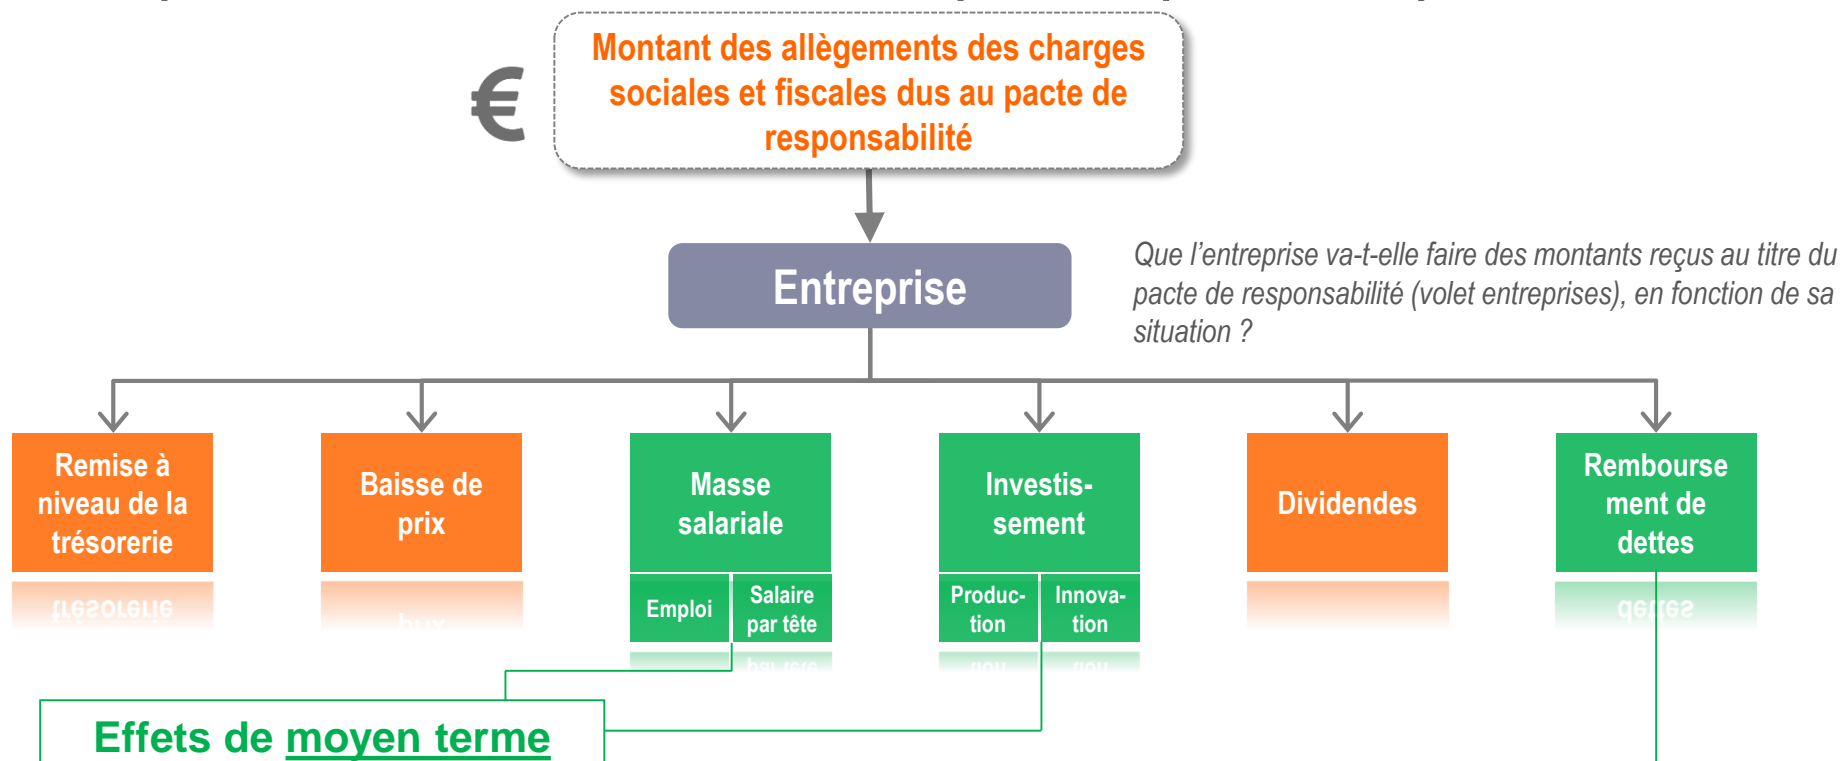 Montant des allègements des charges
sociales et fiscales dus au pacte de
responsabilité
€
Entreprise
Que l’entreprise va-t-elle faire des montants reçus au titre du
pacte de responsabilité (volet entreprises), en fonction de sa
situation ?
Remise à
niveau de la
trésorerie
Baisse de
prix
Masse
salariale
Investis-
sement
Dividendes
Rembourse
ment de
dettes
Emploi
Salaire
par tête
Produc-
tion
Innova-
tion
Effets de moyen terme